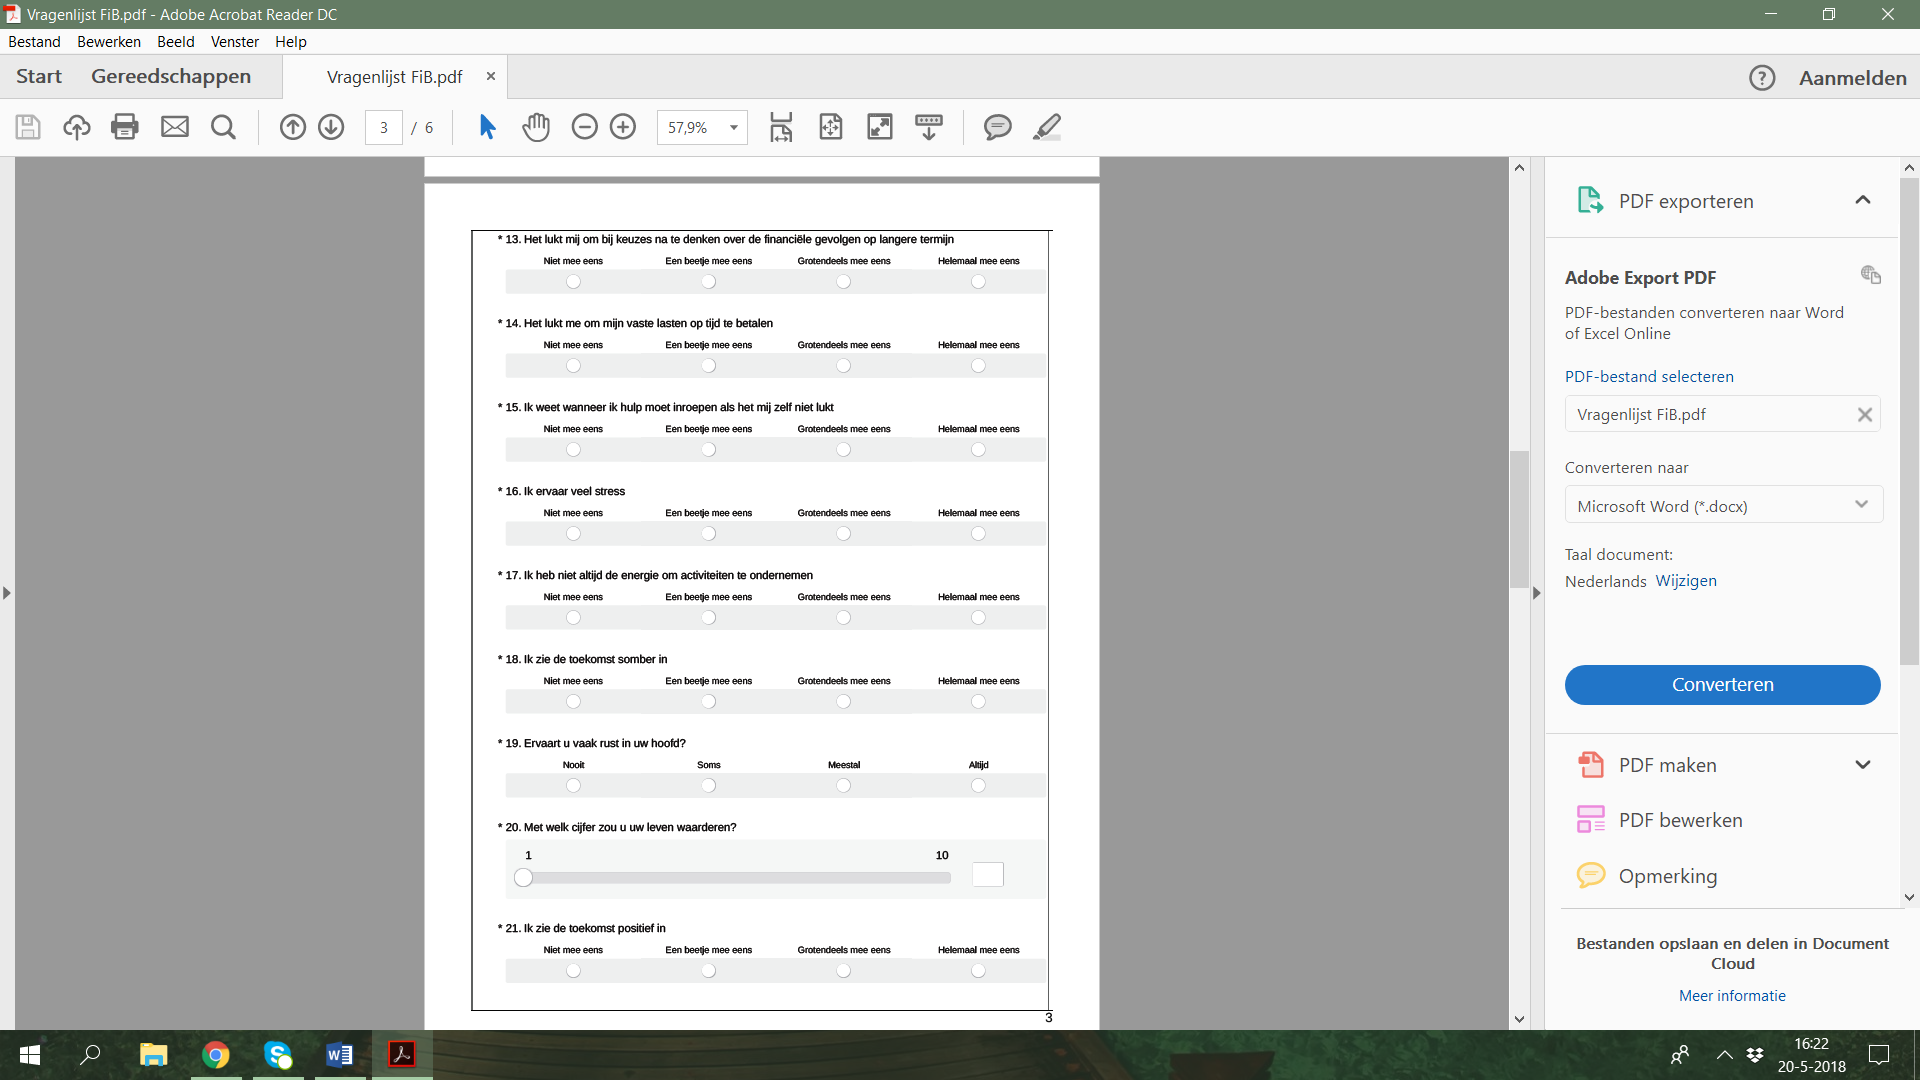 Vragenlijst FiB.pdf - Adobe Acrobat Reader DC
Bestand Bewerken Beeld Venster Help
Start Gereedschappen Vragenlijst FiB.pdf × ? Aanmelden
3 / 6 57,9%
* 13. Het lukt mij om bij keuzes na te denken over de financiële gevolgen op langere termijn
Niet mee eens Een beetje mee eens Grotendeels mee eens Helemaal mee eens
* 14. Het lukt me om mijn vaste lasten op tijd te betalen
Niet mee eens Een beetje mee eens Grotendeels mee eens Helemaal mee eens
* 15. Ik weet wanneer ik hulp moet inroepen als het mij zelf niet lukt
Niet mee eens Een beetje mee eens Grotendeels mee eens Helemaal mee eens
* 16. Ik ervaar veel stress
Niet mee eens Een beetje mee eens Grotendeels mee eens Helemaal mee eens
* 17. Ik heb niet altijd de energie om activiteiten te ondernemen
Niet mee eens Een beetje mee eens Grotendeels mee eens Helemaal mee eens
* 18. Ik zie de toekomst somber in
Niet mee eens Een beetje mee eens Grotendeels mee eens Helemaal mee eens
* 19. Ervaart u vaak rust in uw hoofd?
Nooit Soms Meestal Altijd
* 20. Met welk cijfer zou u uw leven waarderen?
1 10
* 21. Ik zie de toekomst positief in
Niet mee eens Een beetje mee eens Grotendeels mee eens Helemaal mee eens
3
PDF exporteren
Adobe Export PDF
PDF-bestanden converteren naar Word
of Excel Online
PDF-bestand selecteren
Vragenlijst FiB.pdf
Converteren naar
Microsoft Word (*.docx)
Taal document:
Nederlands Wijzigen
Converteren
PDF maken
PDF bewerken
Opmerking
Bestanden opslaan en delen in Document
Cloud
Meer informatie
16:22
20-5-2018